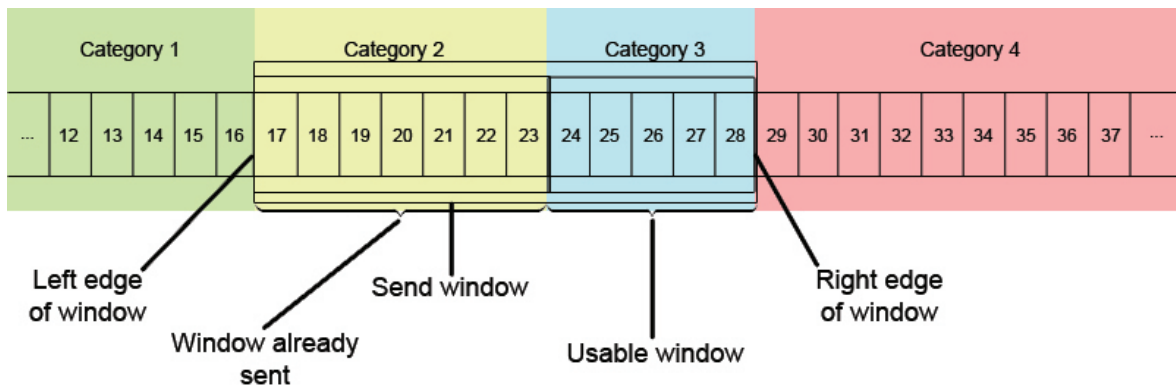 Category 1 Category 2 Category 3 Category 4
... 12 13 14 15 16 17 18 19 20 21 22 23 24 25 26 27 28 29 30 31 32 33 34 35 36 37 ...
Left edge
of window
Send window
Window already
sent
Usable window
Right edge
of window